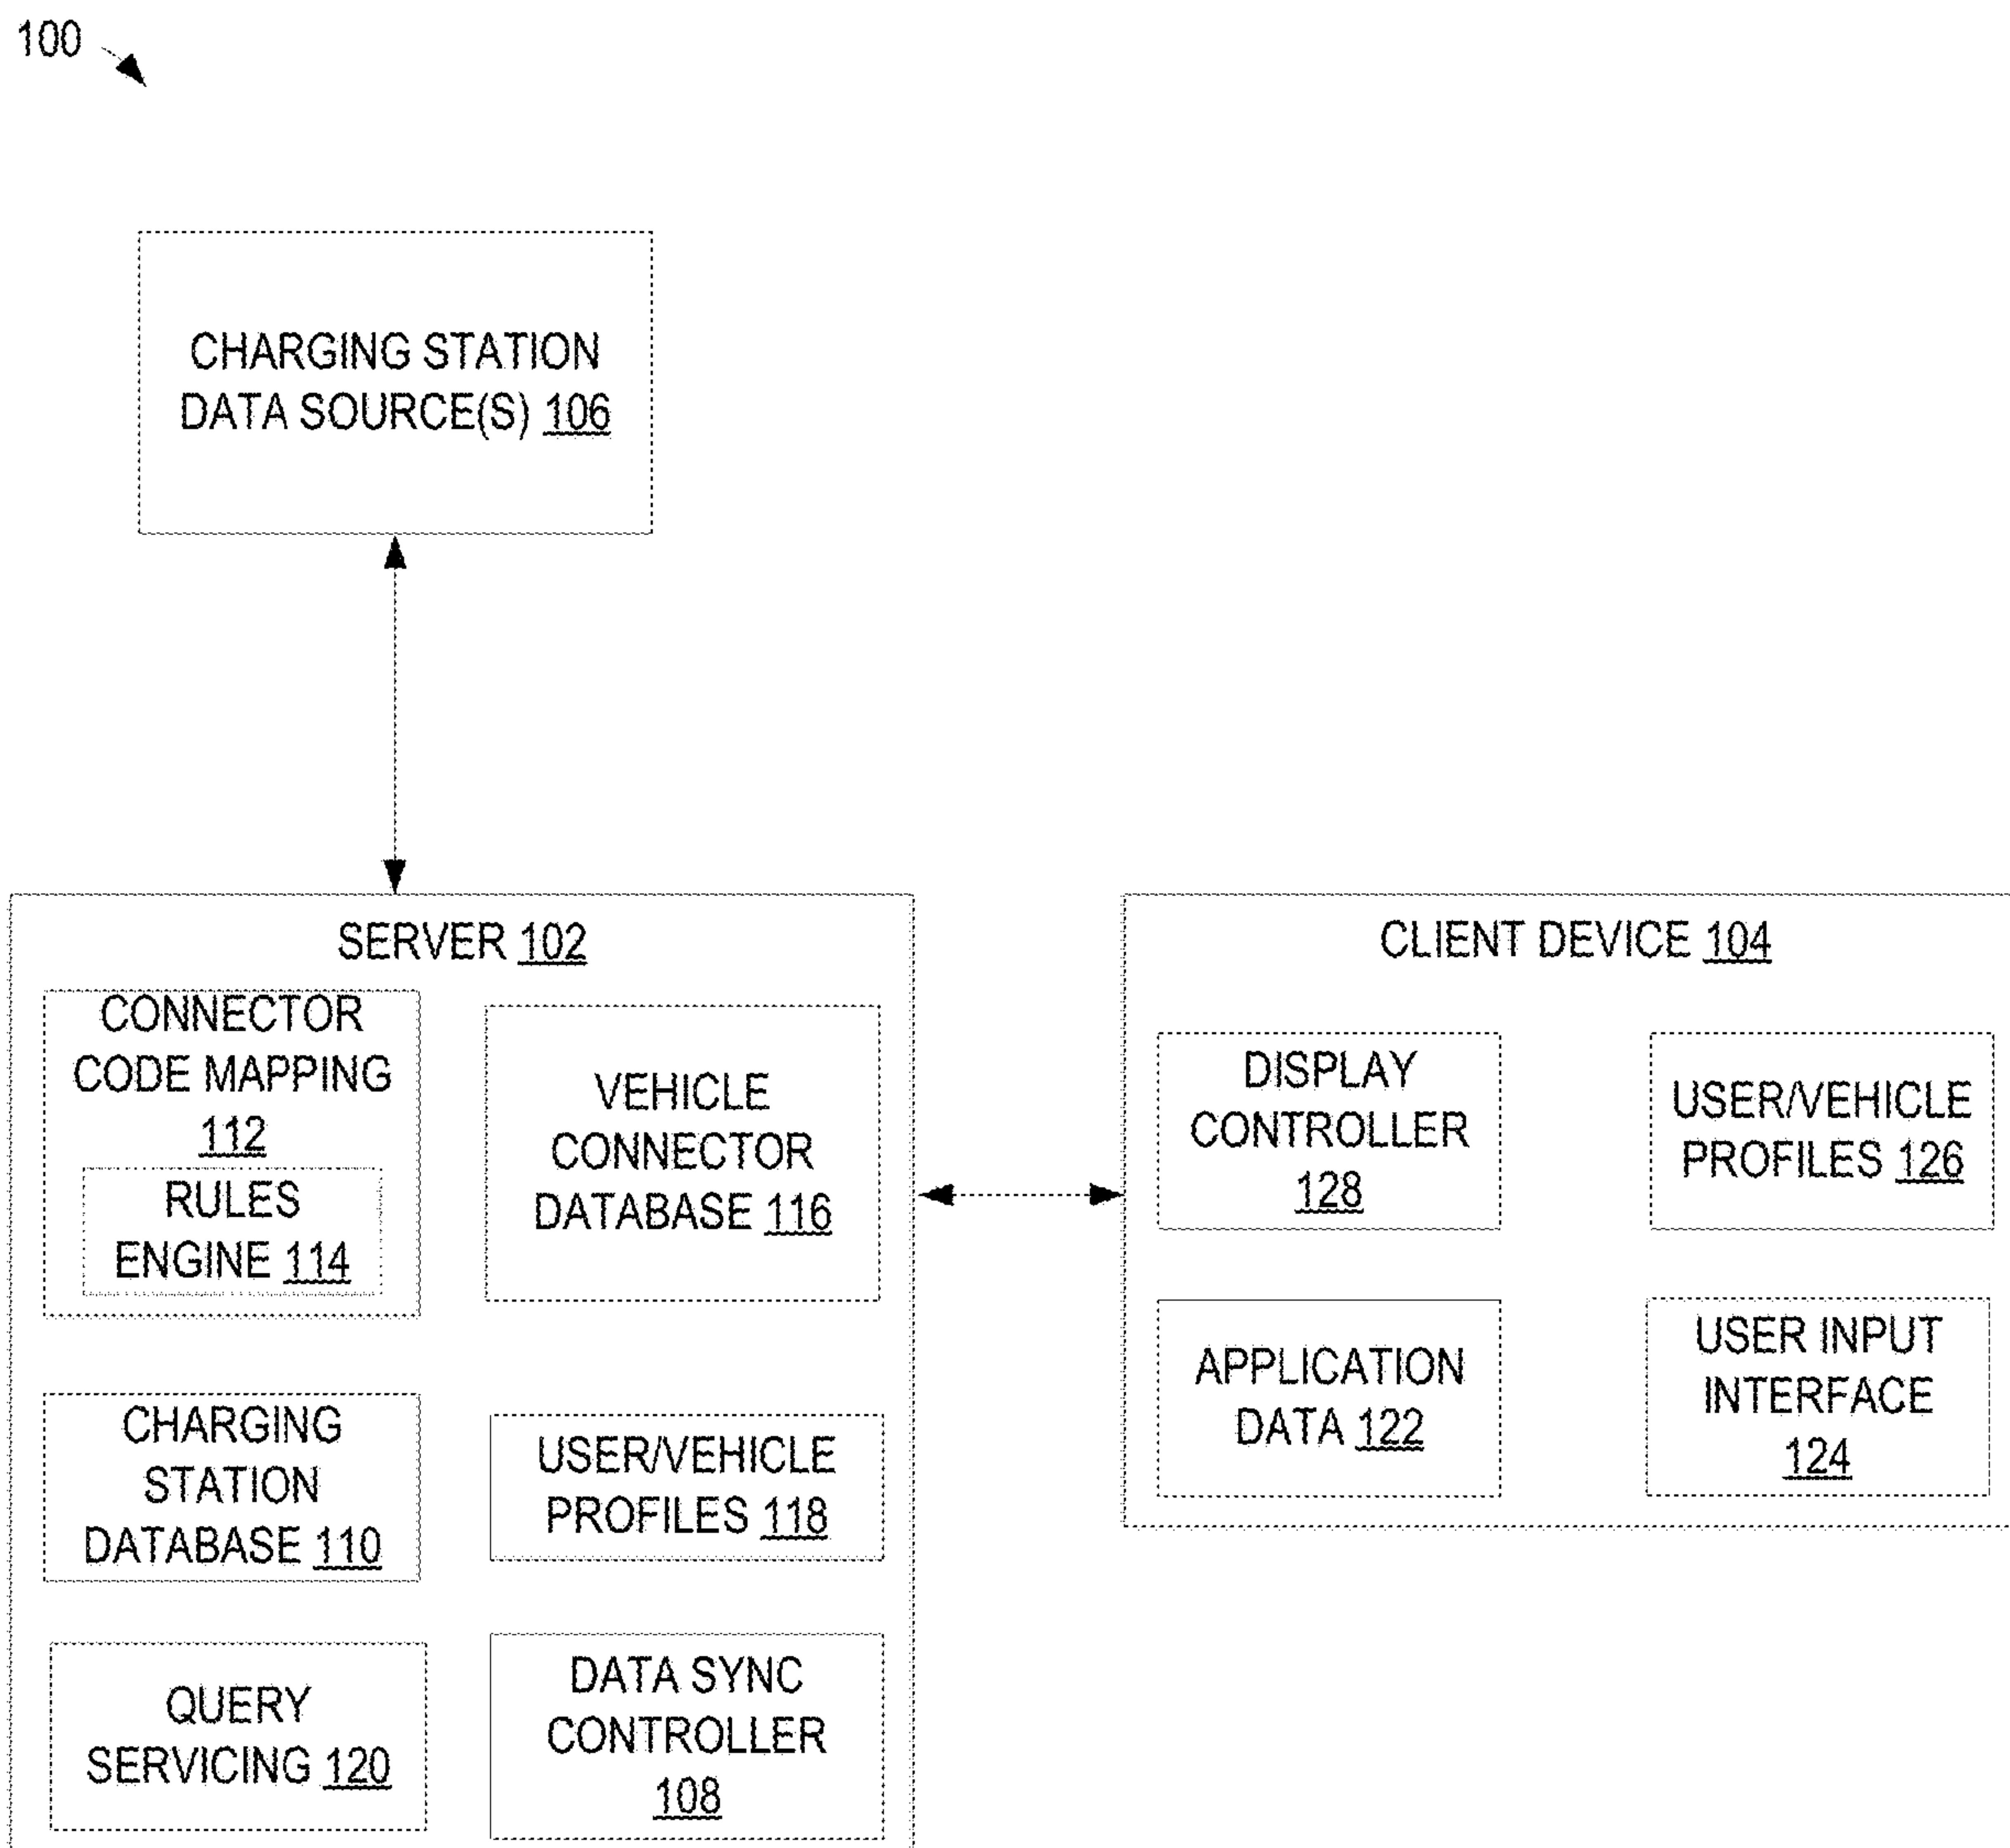 100
CHARGING STATION
DATA SOURCE(S) 106
SERVER 102
CONNECTOR
CODE MAPPING
112
RULES
ENGINE 114
VEHICLE
CONNECTOR
DATABASE 116
CHARGING
STATION
DATABASE 110
USER/VEHICLE
PROFILES 118
QUERY
SERVICING 120
DATA SYNC
CONTROLLER
108
CLIENT DEVICE 104
DISPLAY
CONTROLLER
128
USER/VEHICLE
PROFILES 126
APPLICATION
DATA 122
USER INPUT
INTERFACE
124